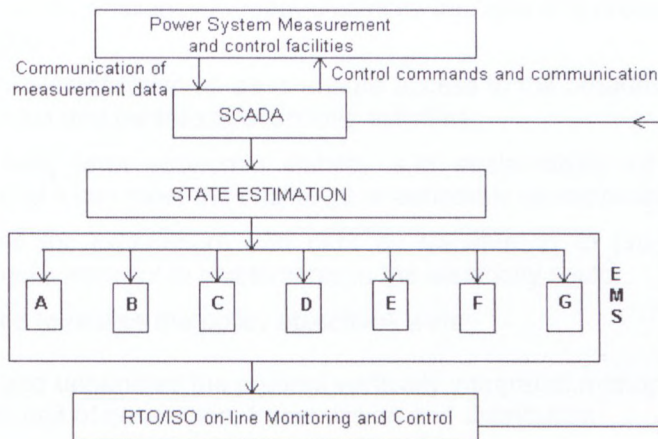 Power System Measurement
and control facilities
Communication of
measurement data
Control commands and communication
SCADA
STATE ESTIMATION
A
B
C
D
E
F
G
E
M
S
RTO/ISO on-line Monitoring and Control